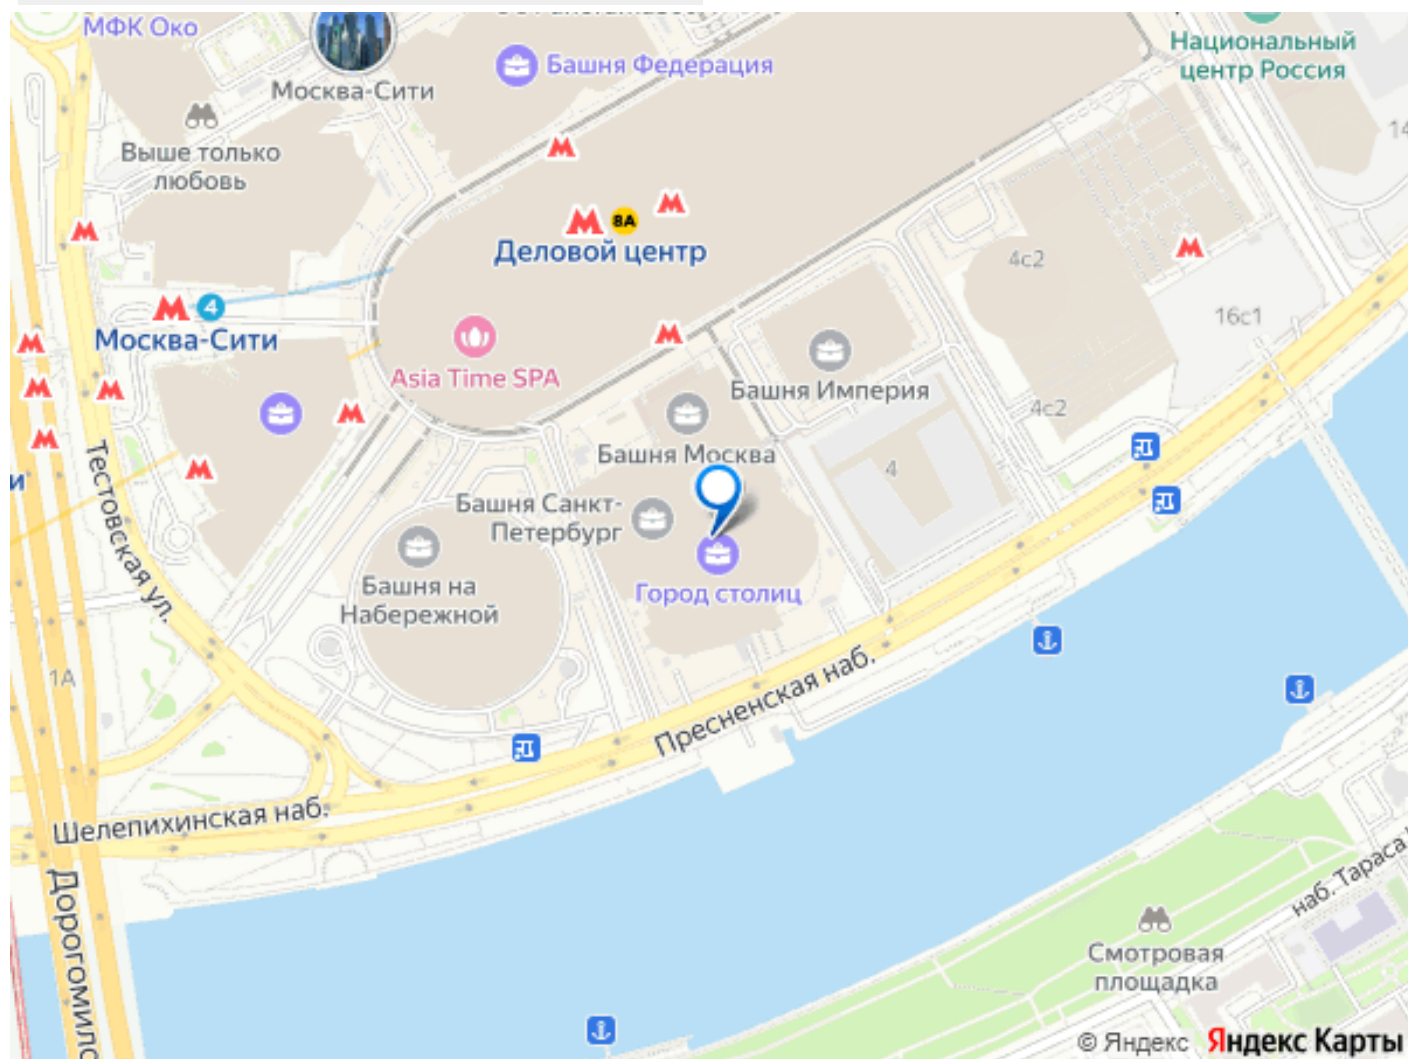 МФК Око
Башня Федерация
Москва-Сити
Национальный
центр Россия
Выше только
любовь
14
М
М
М 8А
Деловой центр
М
М
4с2
М 4
Москва-Сити
М
М
М
М
16с1
М
Asia Time SPA
Башня Империя
М
4с2
М
Башня Москва
М
и
4
Тестовская ул.
Башня Санкт-
Петербург
Башня на
Набережной
Город столиц
1А
Пресненская наб.
Шелепихинская наб.
Дорогомило
наб. Тараса
Смотровая
площадка
© Яндекс Яндекс Карты